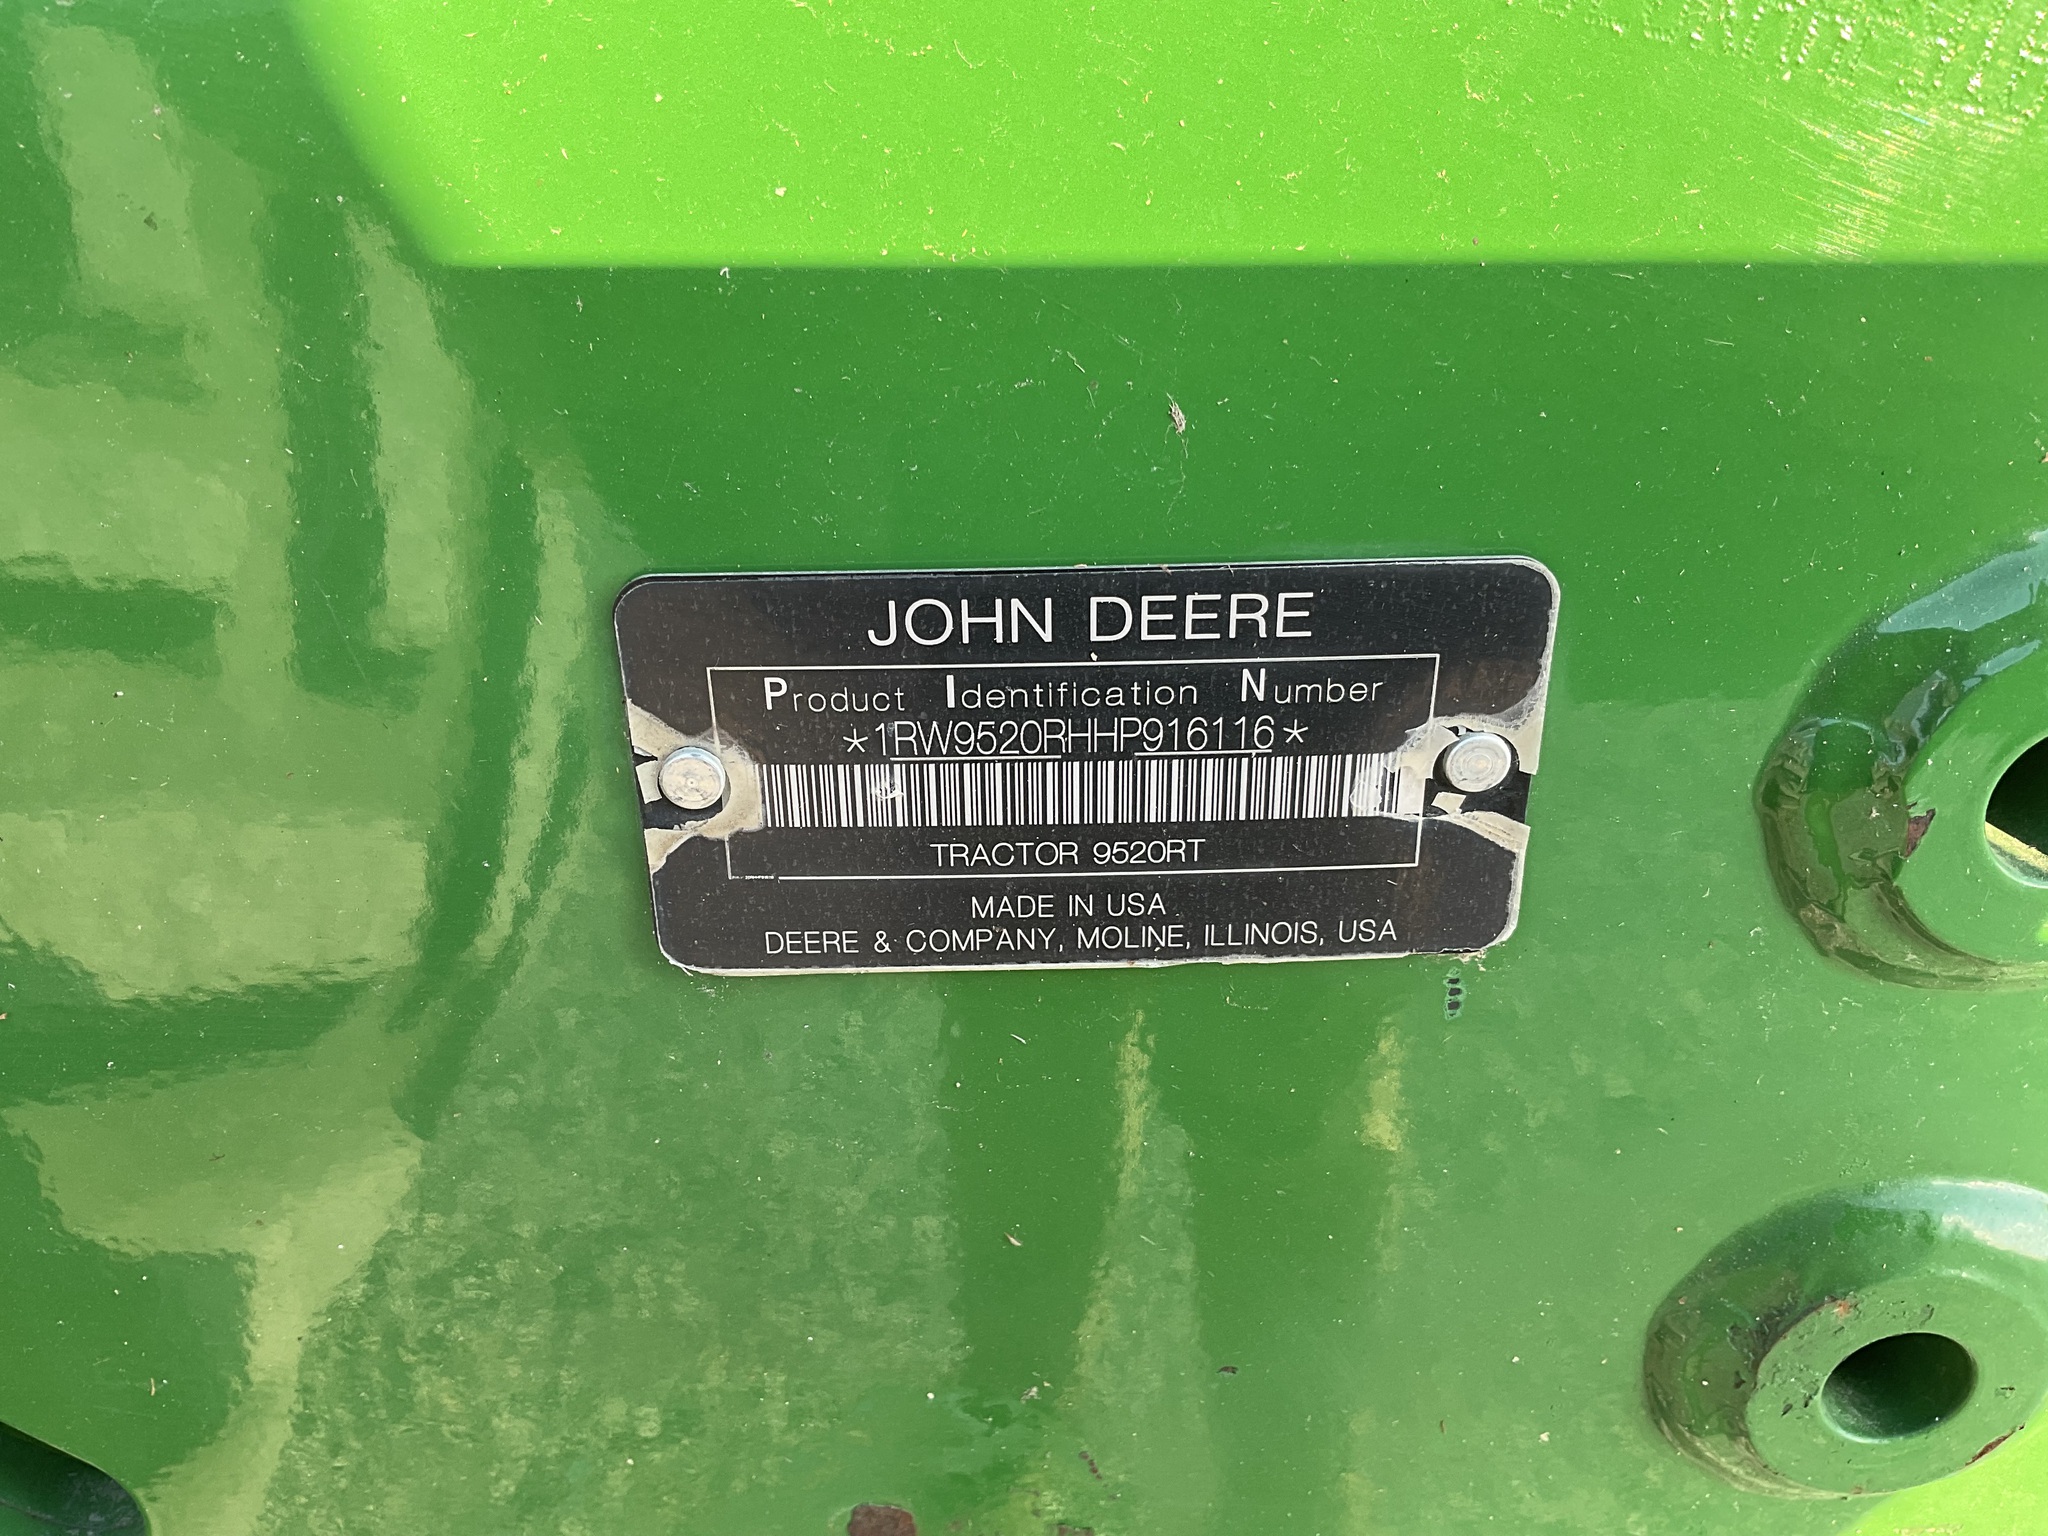 JOHN DEERE
Product Identification Number
*1RW9520RHHP916116*
TRACTOR 9520RT
MADE IN USA
DEERE & COMPANY, MOLINE, ILLINOIS, USA